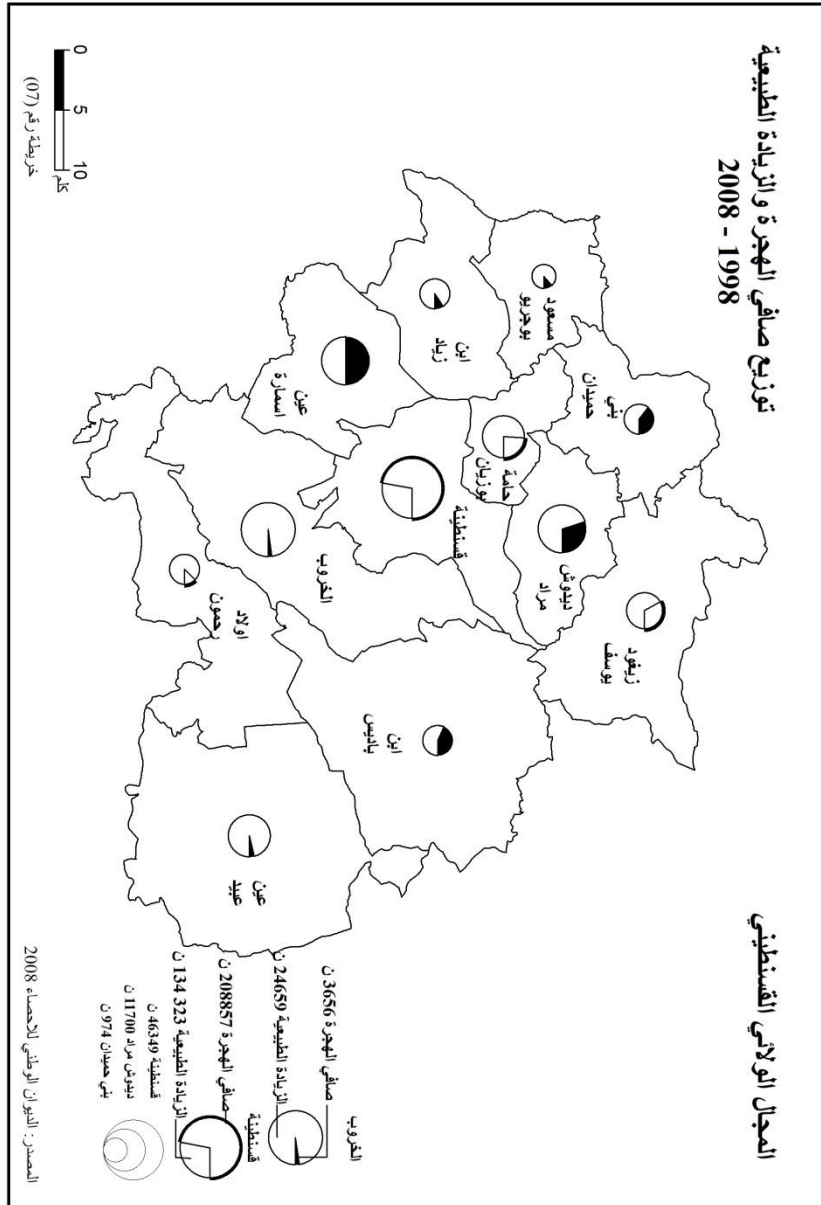 المجال الولائي القسنطيني
توزيع صافي الهجرة والزيادة الطبيعية
2008 - 1998
زيغود
يوسف
بني
حميدان
ديدوش
مراد
حامة
بوزيان
مسعود
بوجريو
ابن
زياد
قسنطينة
عين
اسمارة
الخروب
اولاد
رحمون
ابن
باديس
عين
عبيد
الخروب
صافي الهجرة 3656 ن
الزيادة الطبيعية 24659 ن
قسنطينة
صافي الهجرة 208857 ن
الزيادة الطبيعية 323 134 ن
قسنطينة 46349 ن
ديدوش مراد 11700 ن
بني حميدان 974 ن
0 5 10
كلم
خريطة رقم (07)
المصدر : الديوان الوطني للاحصاء 2008